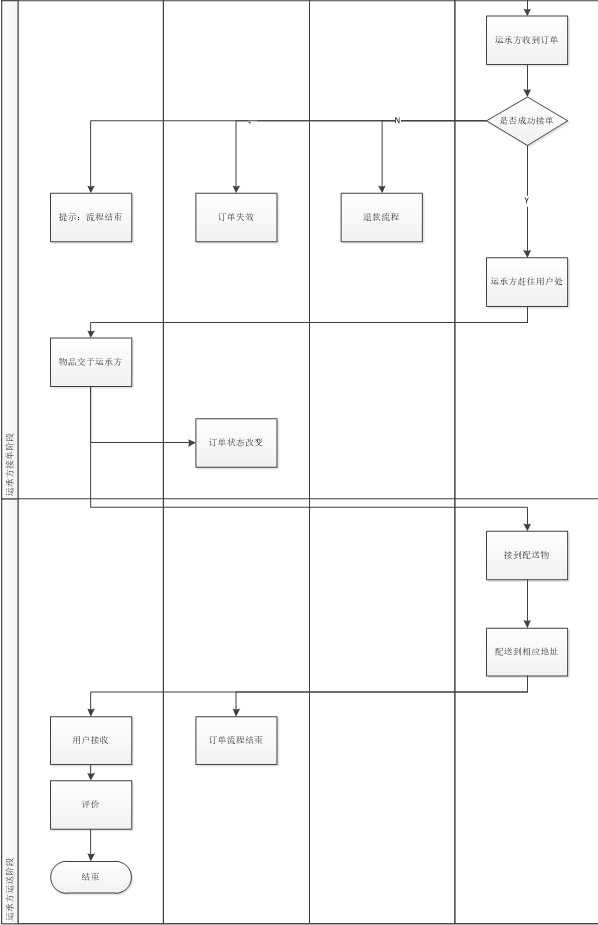 运承方收到订单
是否成功接单
N
Y
提示：流程结束
订单失效
退款流程
运承方赶往用户处
物品交于运承方
订单状态改变
运承方接单阶段
接到配送物
配送到相应地址
用户接收
订单流程结束
评价
结束
运承方运送阶段